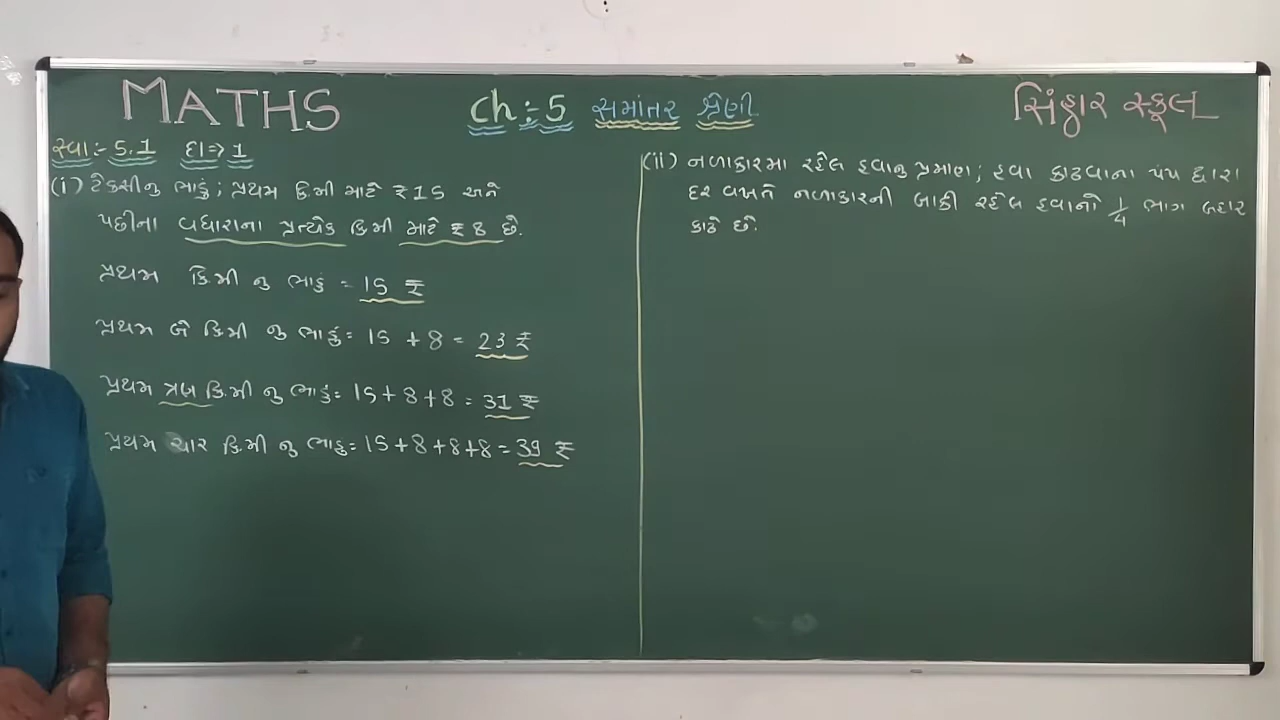 MATHS
Ch:-5 સમાંતર શ્રેણી
સિંહાર સ્કૂલ
સ્વા:- 5.1 દા⇒1
(i) ટેક્સીનુ ભાડું; પ્રથમ કિમી માટે ₹15 અને
પછીના વધારાના પ્રત્યેક કિમી માટે ₹8 છે.
પ્રથમ કિમી નુ ભાડું = 15 ₹
પ્રથમ બે કિમી નુ ભાડું = 15 + 8 = 23 ₹
પ્રથમ ત્રણ કિ.મી નુ ભાડું = 15+8+8 = 31 ₹
પ્રથમ ચાર કિ.મી નુ ભાડુ = 15+8+8+8 = 39 ₹
(ii) નળાકારમા રહેલ હવાનુ પ્રમાણ; હવા કાઢવાના પંપ દ્વારા
દર વખતે નળાકારની બાકી રહેલ હવાનો 1/4 ભાગ બહાર
કાઢે છે.